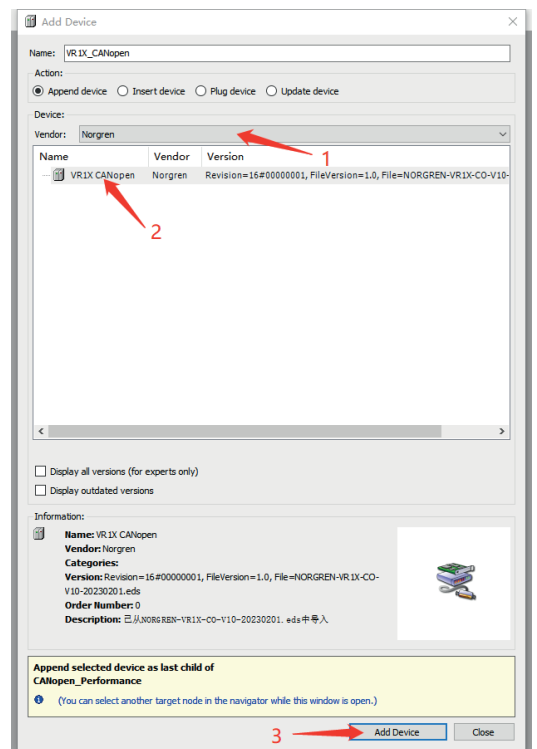 Add Device
Name: VR1X_CANopen
Action:
Append device Insert device Plug device Update device
Device:
Vendor: Norgren
1
Name Vendor Version
VR1X CANopen Norgren Revision=16#00000001, FileVersion=1.0, File=NORGREN-VR1X-CO-V10-
2
Display all versions (for experts only)
Display outdated versions
Information:
Name: VR1X CANopen
Vendor: Norgren
Categories:
Version: Revision=16#00000001, FileVersion=1.0, File=NORGREN-VR1X-CO-
V10-20230201.eds
Order Number: 0
Description: 已从NORGREN-VR1X-CO-V10-20230201.eds中导入
Append selected device as last child of
CANopen_Performance
(You can select another target node in the navigator while this window is open.)
3
Add Device Close